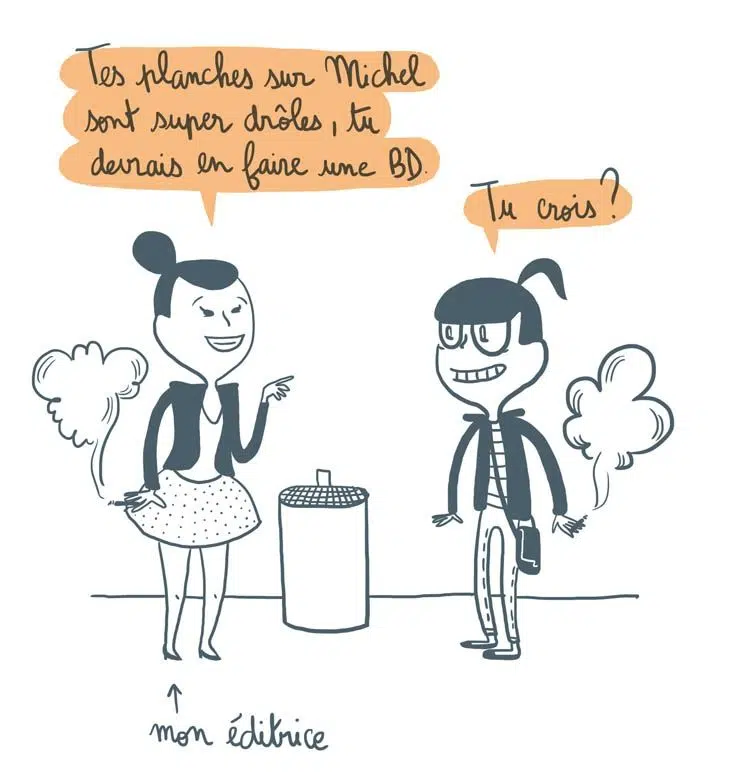 Tes planches sur Michel
sont super drôles, tu
devrais en faire une BD.
Tu crois?
mon éditrice